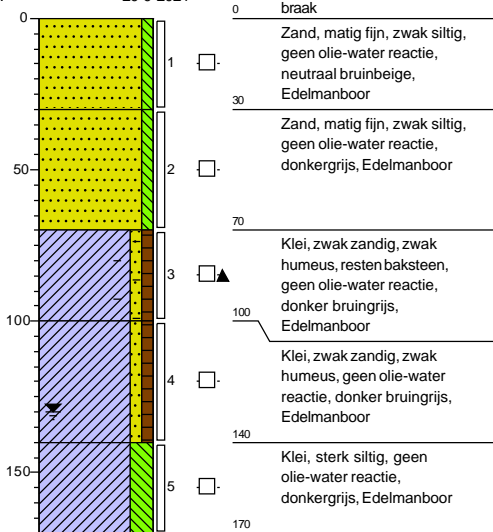 0
braak
0
1
Zand, matig fijn, zwak siltig,
geen olie-water reactie,
neutraal bruinbeige,
Edelmanboor
30
50
2
Zand, matig fijn, zwak siltig,
geen olie-water reactie,
donkergrijs, Edelmanboor
70
3
Klei, zwak zandig, zwak
humeus, resten baksteen,
geen olie-water reactie,
donker bruingrijs,
Edelmanboor
100
100
4
Klei, zwak zandig, zwak
humeus, geen olie-water
reactie, donker bruingrijs,
Edelmanboor
140
150
5
Klei, sterk siltig, geen
olie-water reactie,
donkergrijs, Edelmanboor
170